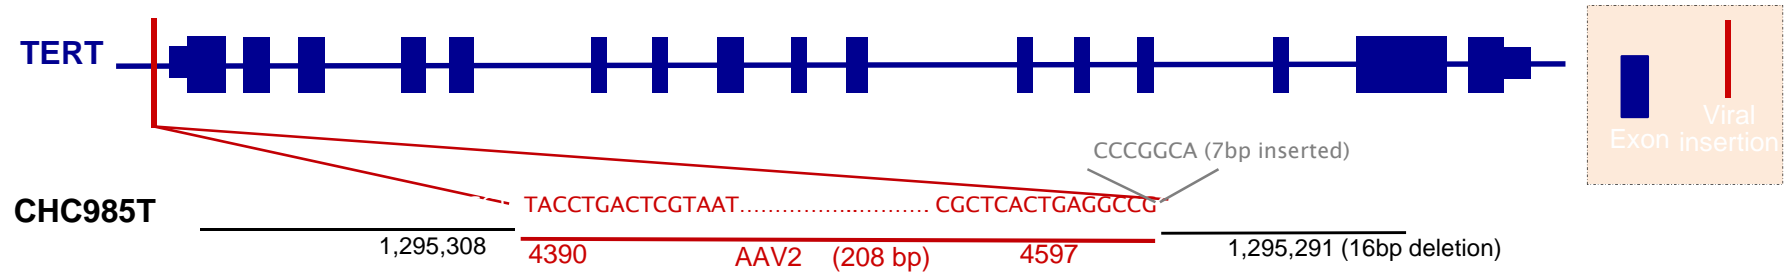 TERT
CCCGGCA (7bp inserted)
Viral
Exon insertion
CHC985T
TACCTGACTCGTAAT............................ CGCTCACTGAGGCCG
1,295,308
4390 AAV2 (208 bp) 4597
1,295,291 (16bp deletion)